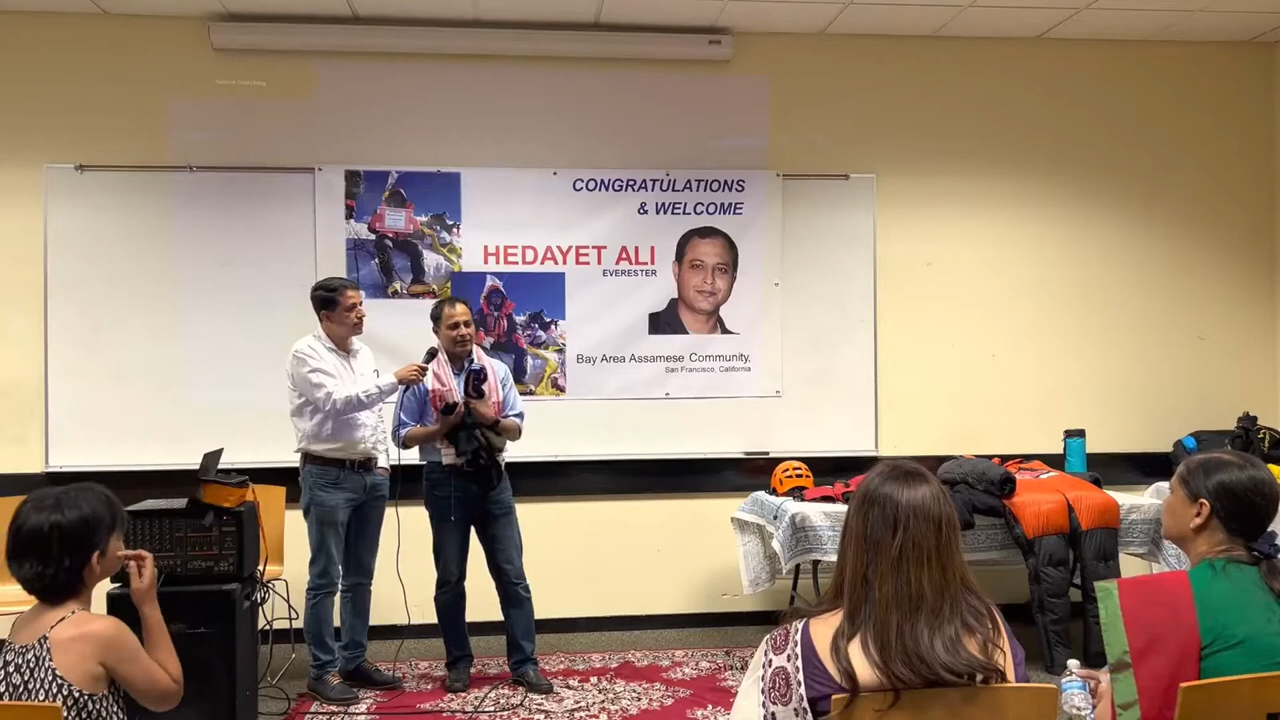 CONGRATULATIONS
& WELCOME
HEDAYET ALI
EVERESTER
Bay Area Assamese Community,
San Francisco, California